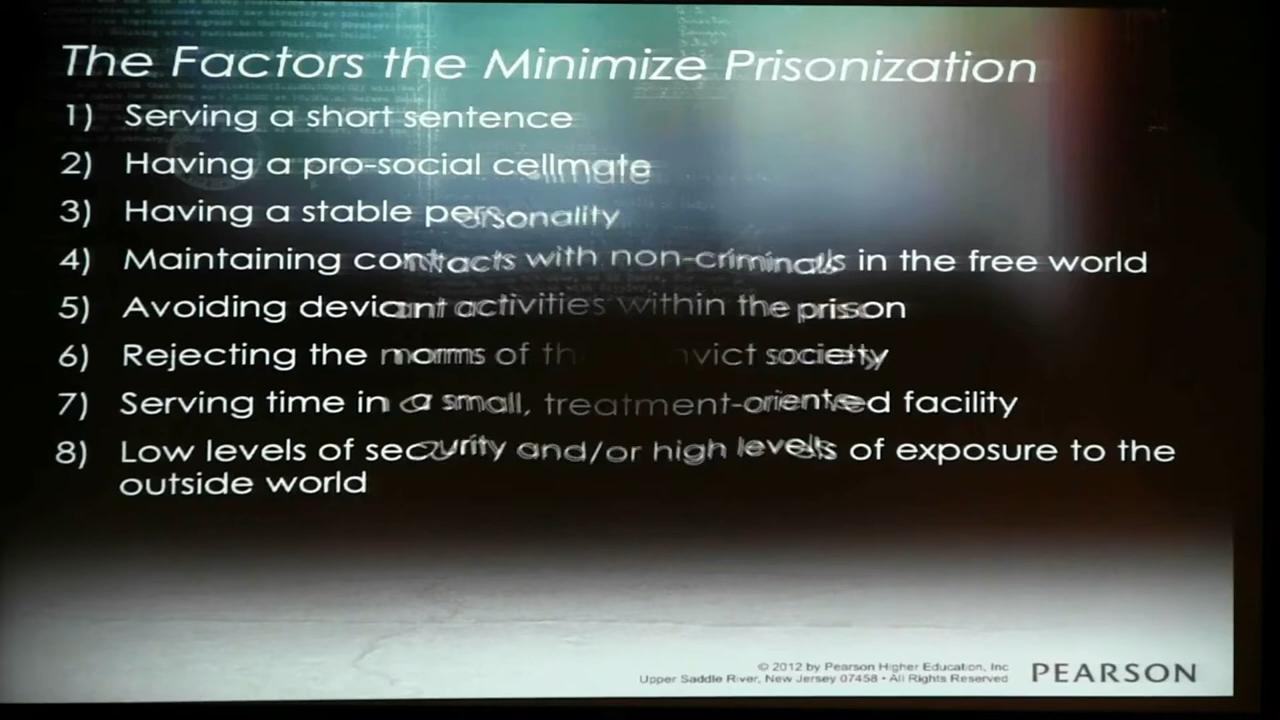 The Factors the Minimize Prisonization
1) Serving a short sentence
2) Having a pro-social cellmate
3) Having a stable personality
4) Maintaining contracts with non-criminals in the free world
5) Avoiding deviant activities within the prison
6) Rejecting the norms of society
7) Serving time in a small, treatment-oriented facility
8) Low levels of security and/or high levels of exposure to the
outside world
© 2012 by Pearson Higher Education, Inc
Upper Saddle River, New Jersey 07458 • All Rights Reserved
PEARSON